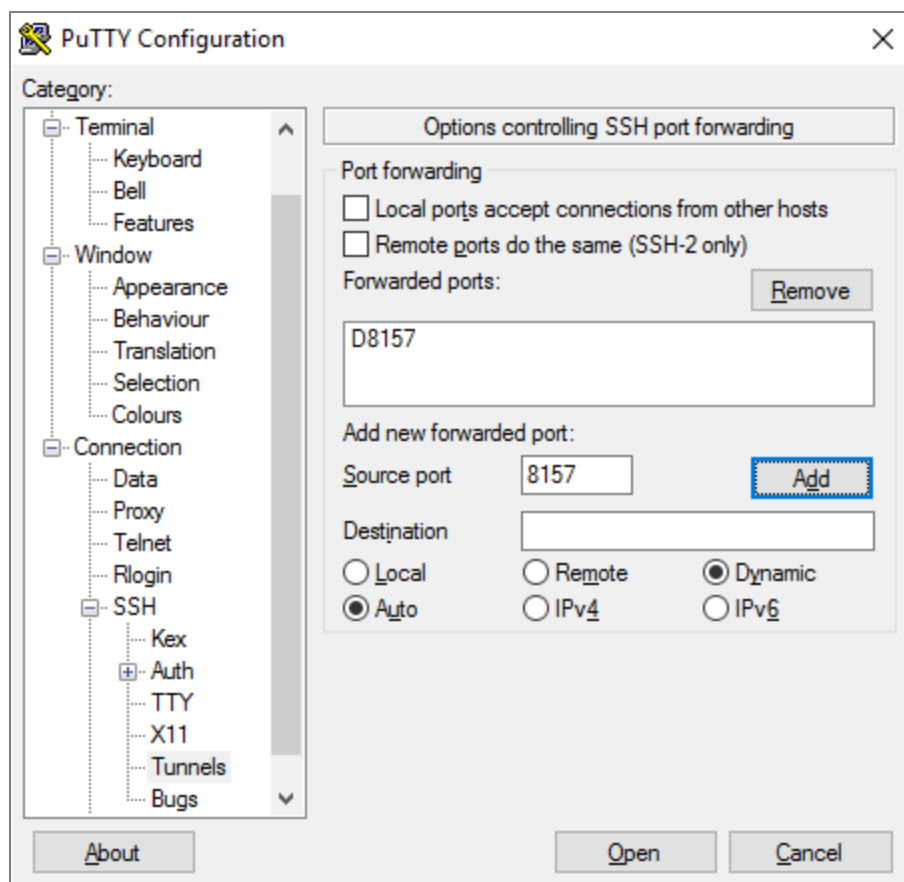 PuTTY Configuration
Category:
Terminal
Keyboard
Bell
Features
Window
Appearance
Behaviour
Translation
Selection
Colours
Connection
Data
Proxy
Telnet
Rlogin
SSH
Kex
Auth
TTY
X11
Tunnels
Bugs
Options controlling SSH port forwarding
Port forwarding
Local ports accept connections from other hosts
Remote ports do the same (SSH-2 only)
Forwarded ports:
Remove
D8157
Add new forwarded port:
Source port 8157 Add
Destination
Local Remote Dynamic
Auto IPv4 IPv6
About Open Cancel